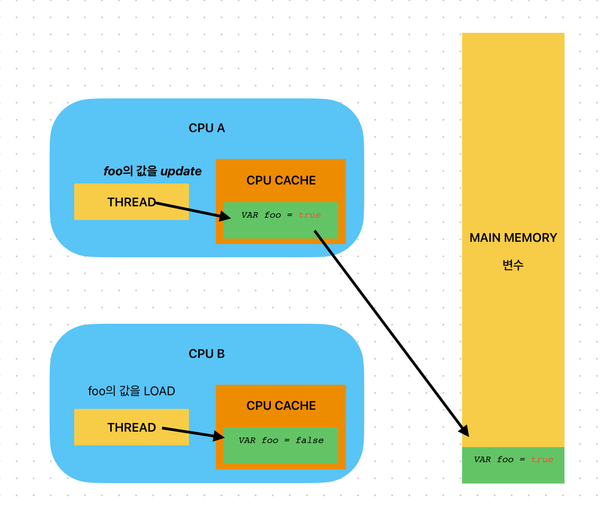 CPU A
foo의 값을 update
THREAD
CPU CACHE
VAR foo = true
CPU B
foo의 값을 LOAD
THREAD
CPU CACHE
VAR foo = false
MAIN MEMORY
변수
VAR foo = true